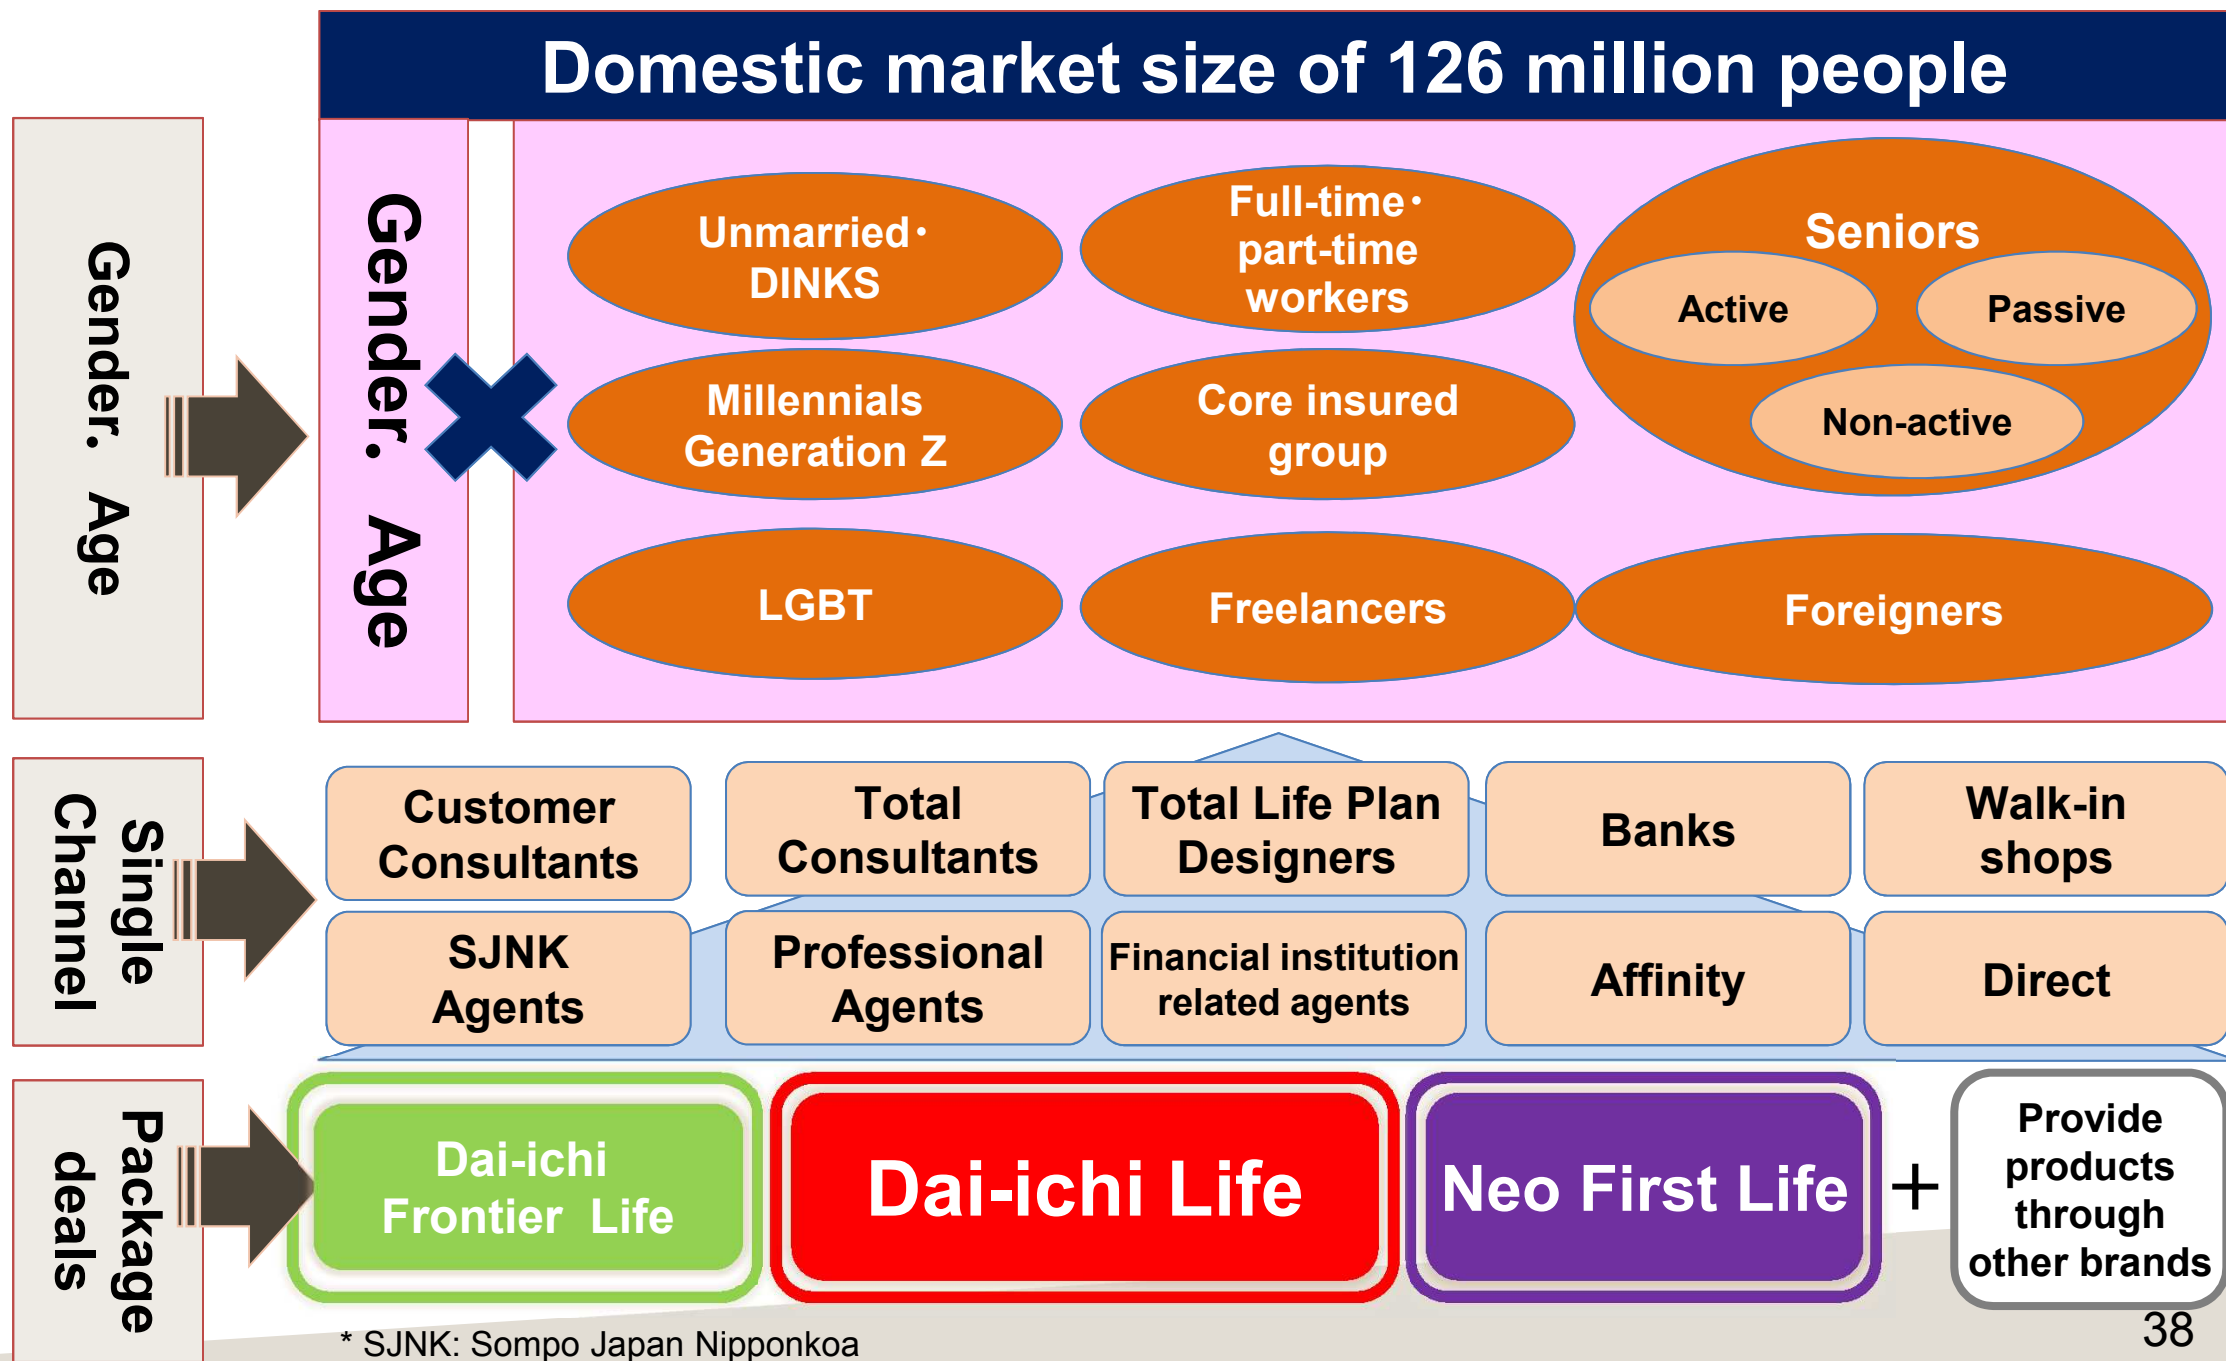 Domestic market size of 126 million people
Gender. Age
Gender. Age
Unmarried・
DINKS
Full-time・
part-time
workers
Seniors
Active
Passive
Non-active
Millennials
Generation Z
Core insured
group
LGBT
Freelancers
Foreigners
Single
Channel
Customer
Consultants
Total
Consultants
Total Life Plan
Designers
Banks
Walk-in
shops
SJNK
Agents
Professional
Agents
Financial institution
related agents
Affinity
Direct
Package
deals
Dai-ichi
Frontier Life
Dai-ichi Life
Neo First Life
+
Provide
products
through
other brands
* SJNK: Sompo Japan Nipponkoa
38